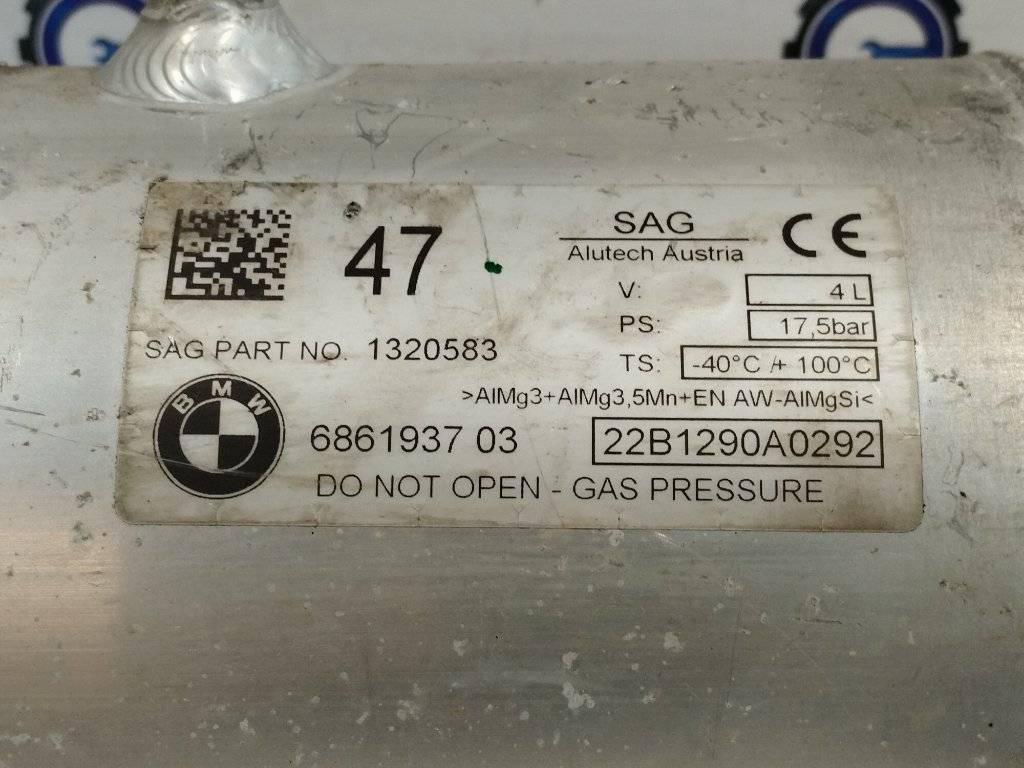 47
SAG
Alutech Austria
CE
V: 4 L
PS: 17,5bar
TS: -40°C /+ 100°C
SAG PART NO. 1320583
>AlMg3+AlMg3,5Mn+EN AW-AlMgSi<
BMW
6861937 03
22B1290A0292
DO NOT OPEN - GAS PRESSURE